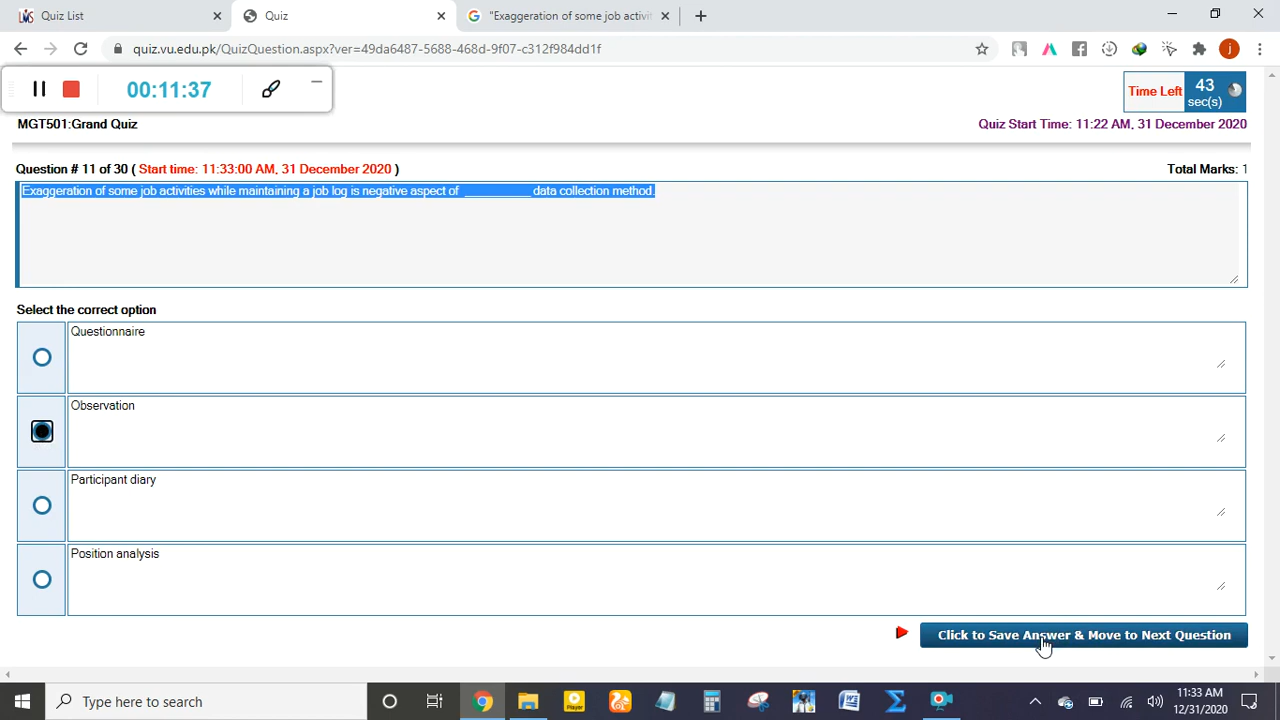 Quiz List
Quiz
"Exaggeration of some job activit
quiz.vu.edu.pk/QuizQuestion.aspx?ver=49da6487-5688-468d-9f07-c312f984dd1f
j
00:11:37
Time Left 43 sec(s)
MGT501:Grand Quiz
Quiz Start Time: 11:22 AM, 31 December 2020
Question # 11 of 30 ( Start time: 11:33:00 AM, 31 December 2020 )
Total Marks: 1
Exaggeration of some job activities while maintaining a job log is negative aspect of __________ data collection method.
Select the correct option
Questionnaire
Observation
Participant diary
Position analysis
Click to Save Answer & Move to Next Question
Type here to search
11:33 AM
12/31/2020